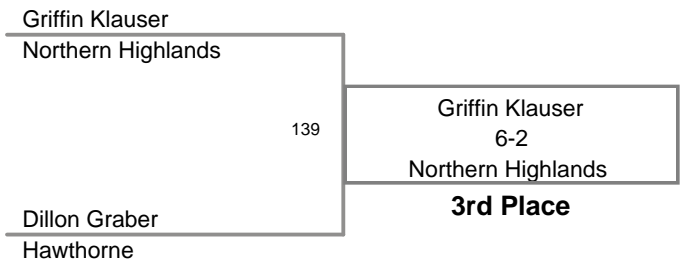 Griffin Klauser
Northern Highlands
139
Griffin Klauser
6-2
Northern Highlands
3rd Place
Dillon Graber
Hawthorne